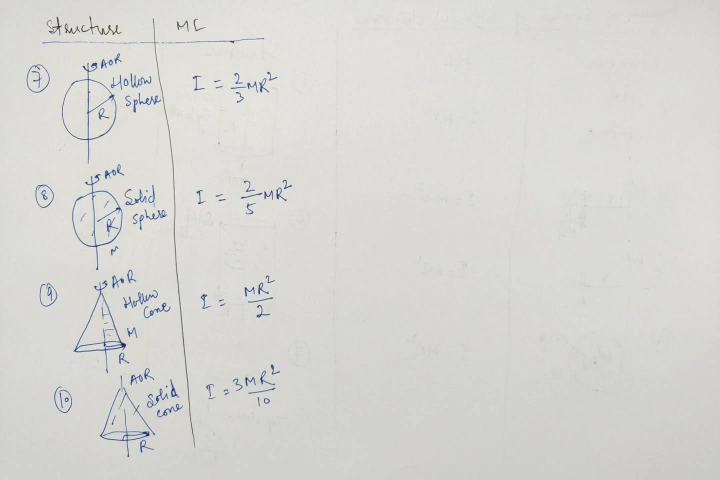 Structure MI
7 AOR
Hollow
Sphere
R
I = 2/3 MR²
8 AOR
Solid
sphere
R
M
I = 2/5 MR²
9 AOR
Hollow
Cone
M
R
I = MR²/2
10 AOR
Solid
cone
R
I = 3MR²/10